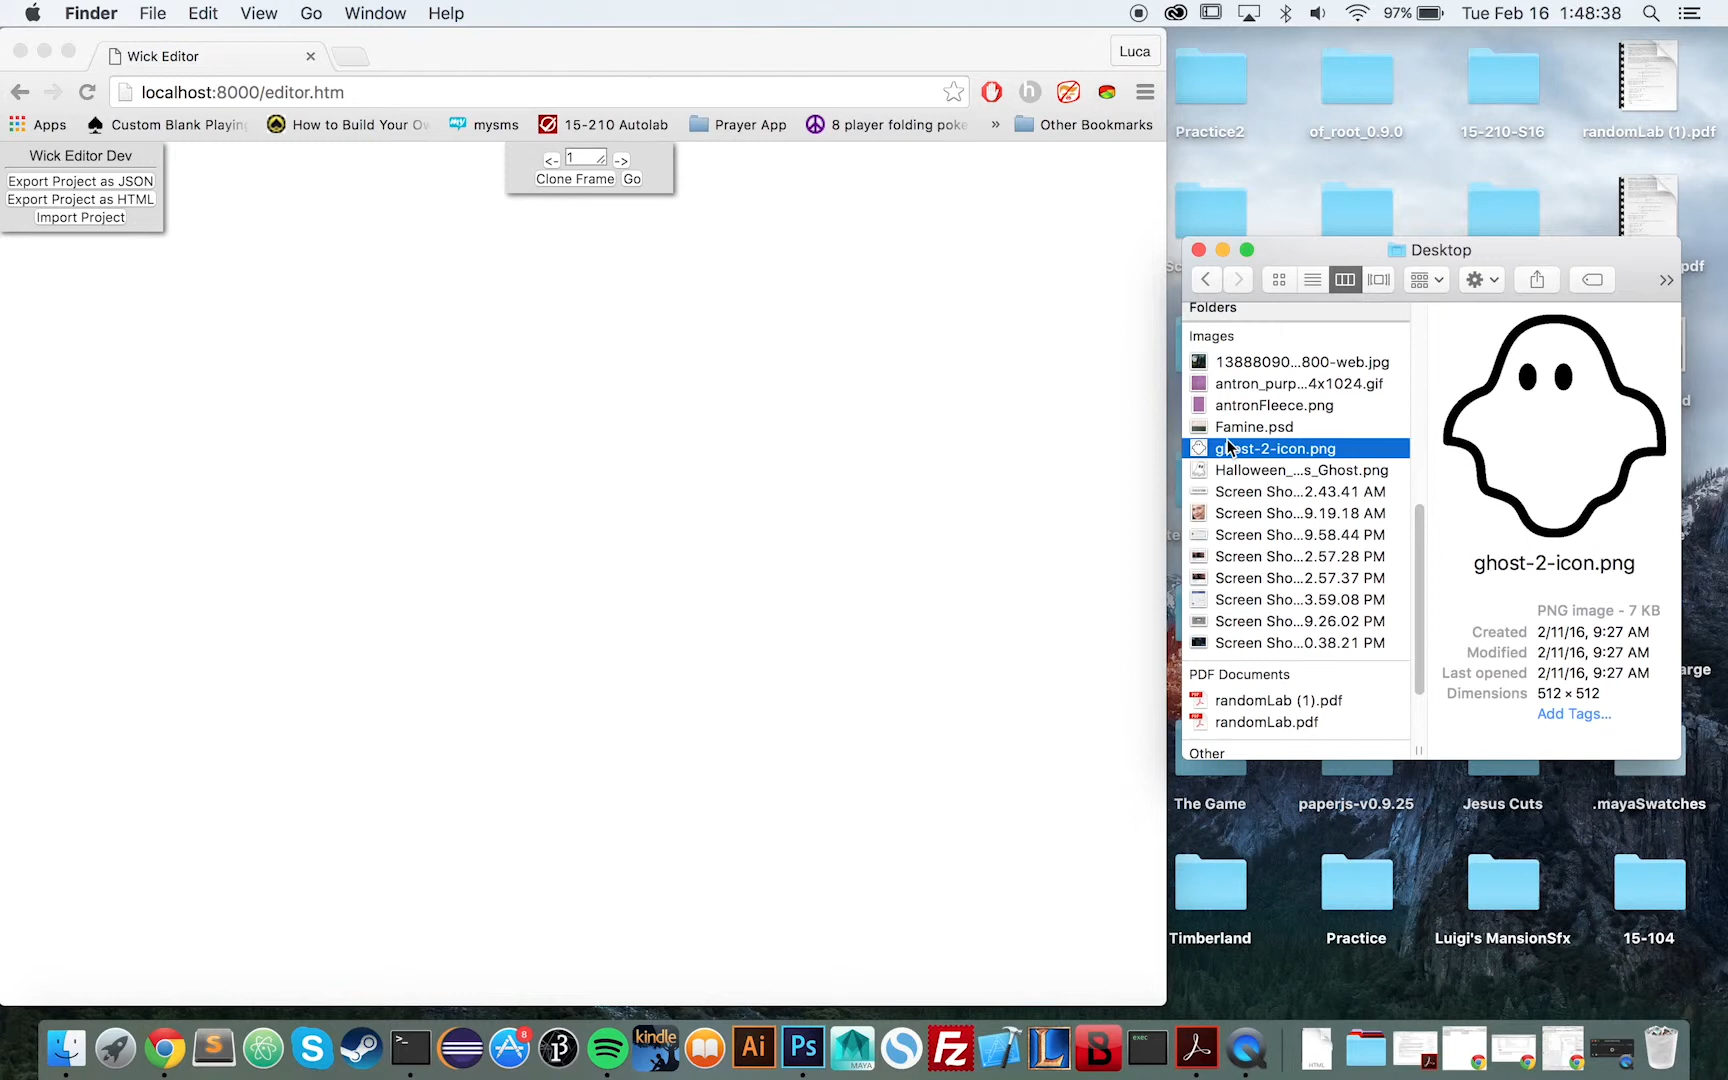 Finder File Edit View Go Window Help 97% Tue Feb 16 1:48:38
Wick Editor
Luca
localhost:8000/editor.htm
h
Apps Custom Blank Playin How to Build Your Ow my mysms 15-210 Autolab Prayer App 8 player folding poke » Other Bookmarks
Wick Editor Dev
Export Project as JSON
Export Project as HTML
Import Project
<- 1 ->
Clone Frame Go
Practice2 of_root_0.9.0 15-210-S16 randomLab (1).pdf
Desktop
Folders
Images
13888090...800-web.jpg
antron_purp...4x1024.gif
antronFleece.png
Famine.psd
ghost-2-icon.png
Halloween_...s_Ghost.png
Screen Sho...2.43.41 AM
Screen Sho...9.19.18 AM
Screen Sho...9.58.44 PM
Screen Sho...2.57.28 PM
Screen Sho...2.57.37 PM
Screen Sho...3.59.08 PM
Screen Sho...9.26.02 PM
Screen Sho...0.38.21 PM
PDF Documents
randomLab (1).pdf
randomLab.pdf
Other
ghost-2-icon.png
PNG image - 7 KB
Created 2/11/16, 9:27 AM
Modified 2/11/16, 9:27 AM
Last opened 2/11/16, 9:27 AM
Dimensions 512 × 512
Add Tags...
The Game paperjs-v0.9.25 Jesus Cuts .mayaSwatches
Timberland Practice Luigi's MansionSfx 15-104
S S >_ 8 kindle Ai Ps MAYA S Fz L B exec HTML